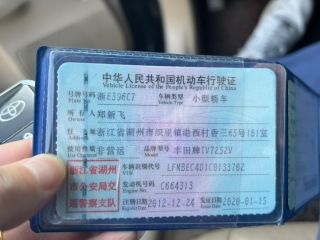 中华人民共和国机动车行驶证
Vehicle License of the People's Republic of China
号牌号码 浙E396C7 车辆类型 小型轿车
Plate No. Vehicle Type
所有人 郑新飞
Owner
住址 浙江省湖州市织里镇港西村香三65号181室
Address
使用性质 非营运 品牌型号 丰田牌TV7252V
Use Character Model
浙江省湖州 车辆识别代号
市公安局交 VIN
通警察支队 发动机号码 C664313
Engine No.
注册日期 2012-12-24 发证日期 2020-01-15
Register Date Issue Date